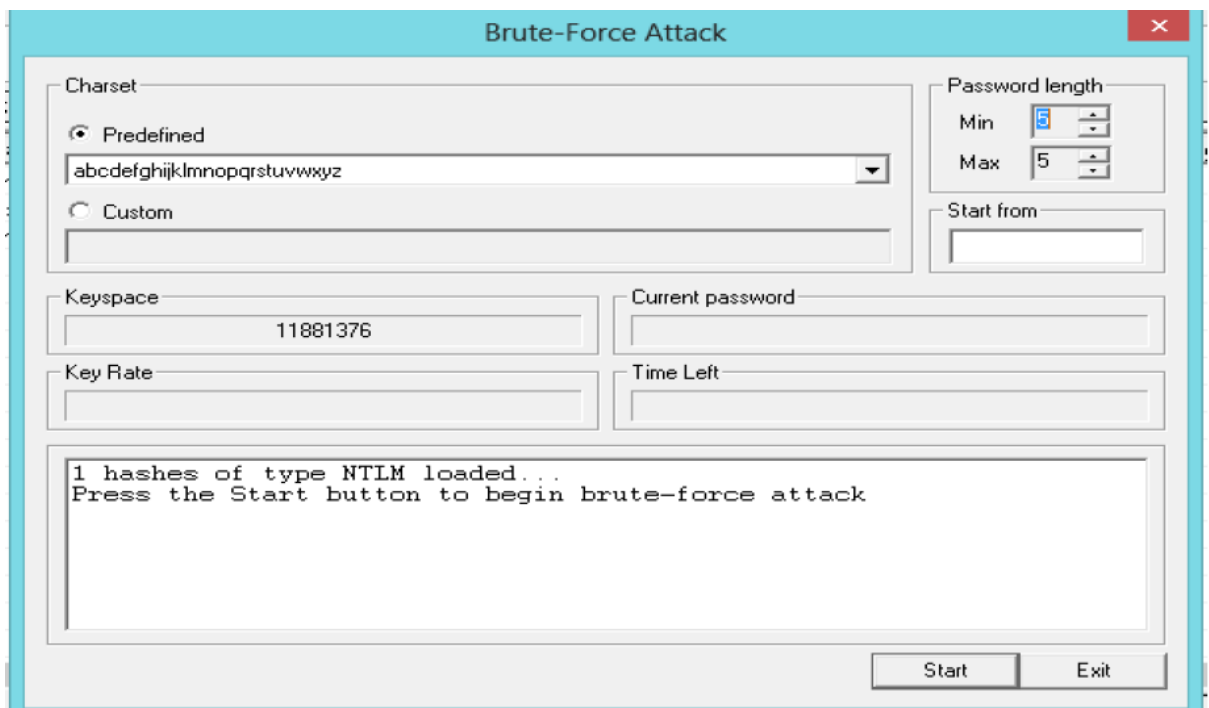 Brute-Force Attack
Charset
Predefined
abcdefghijklmnopqrstuvwxyz
Custom
Password length
Min 5
Max 5
Start from
Keyspace
11881376
Current password
Key Rate
Time Left
1 hashes of type NTLM loaded...
Press the Start button to begin brute-force attack
Start
Exit